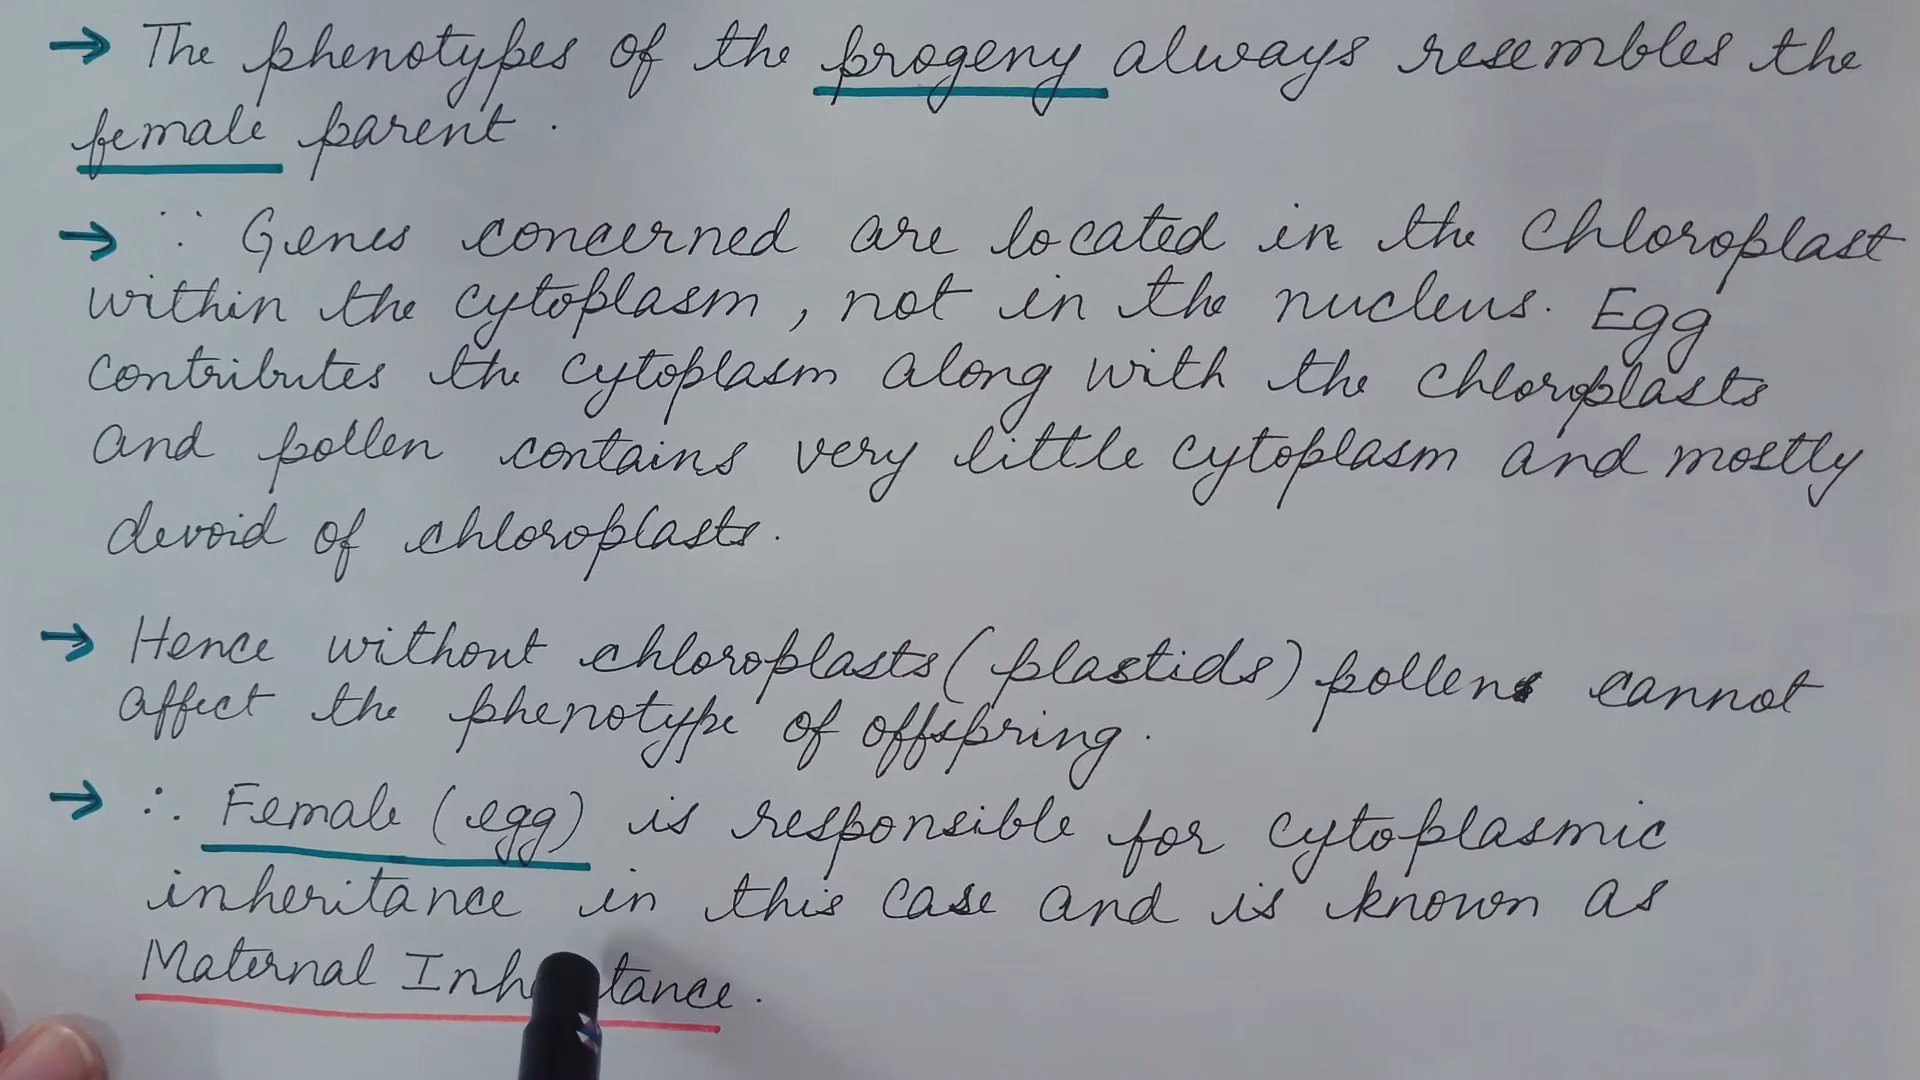 → The phenotypes of the progeny always resembles the
female parent.
→ ∵ Genes concerned are located in the chloroplast
within the cytoplasm, not in the nucleus. Egg
contributes the cytoplasm along with the chloroplasts
and pollen contains very little cytoplasm and mostly
devoid of chloroplasts.
→ Hence without chloroplasts (plastids) pollens cannot
affect the phenotype of offspring.
→ ∴ Female (egg) is responsible for cytoplasmic
inheritance in this case and is known as
Maternal